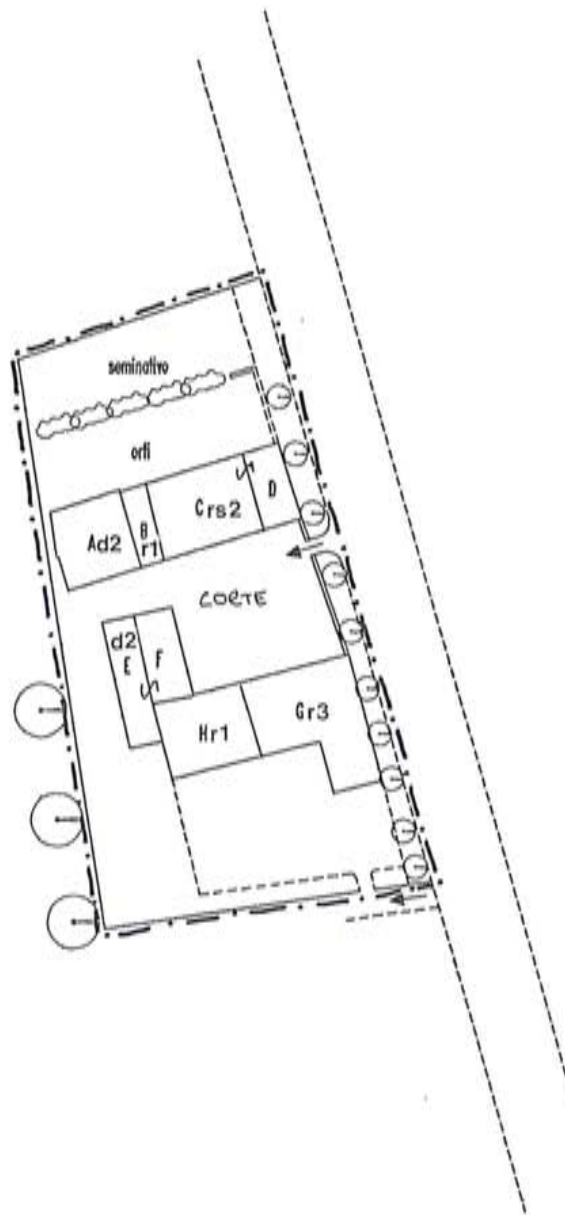 seminativo
orti
Ad2
B
r1
Crs2
D
CORTE
d2
E
F
Hr1
Gr3